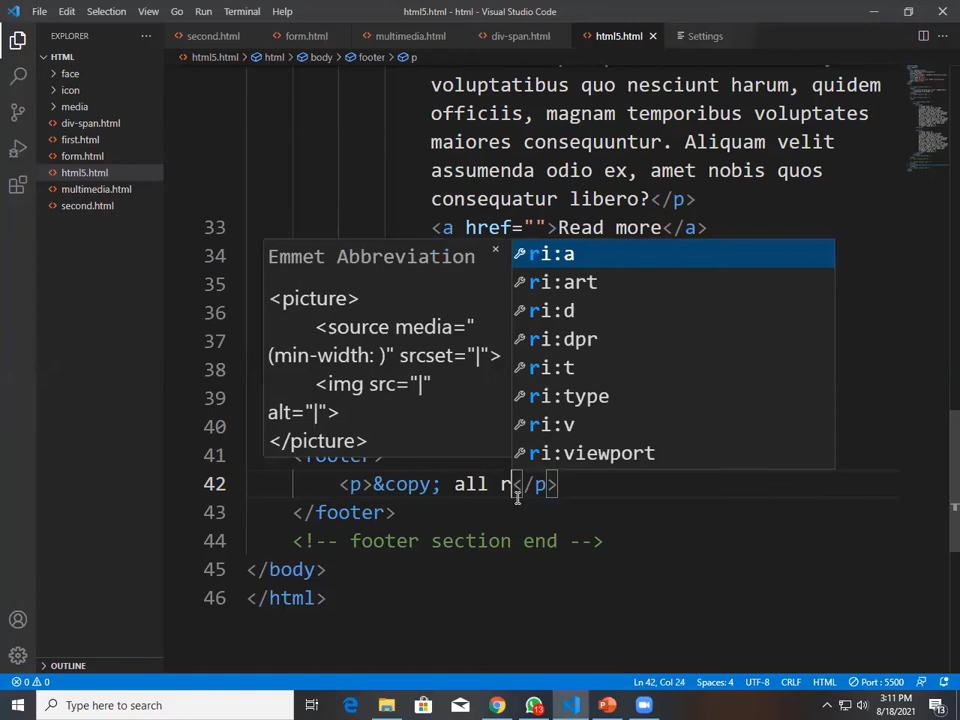 File Edit Selection View Go Run Terminal Help
html5.html - html - Visual Studio Code
EXPLORER
second.html
form.html
multimedia.html
div-span.html
html5.html
Settings
HTML
face
icon
media
div-span.html
first.html
form.html
html5.html
multimedia.html
second.html
html5.html > html > body > footer > p
voluptatibus quo nesciunt harum, quidem
officiis, magnam temporibus voluptates
maiores consequuntur. Aliquam velit
assumenda odio ex, amet nobis quos
consequatur libero?</p>
33 <a href="">Read more</a>
34
35
36
37
38
39
40
Emmet Abbreviation
<picture>
<source media="
(min-width: )" srcset="|">
<img src="|"
alt="|">
</picture>
ri:a
ri:art
ri:d
ri:dpr
ri:t
ri:type
ri:v
ri:viewport
41 <footer>
42 <p>&copy; all r</p>
43 </footer>
44 <!-- footer section end -->
45 </body>
46 </html>
OUTLINE
0 0
Ln 42, Col 24 Spaces: 4 UTF-8 CRLF HTML Port : 5500
Type here to search
13
3:11 PM
8/18/2021
13